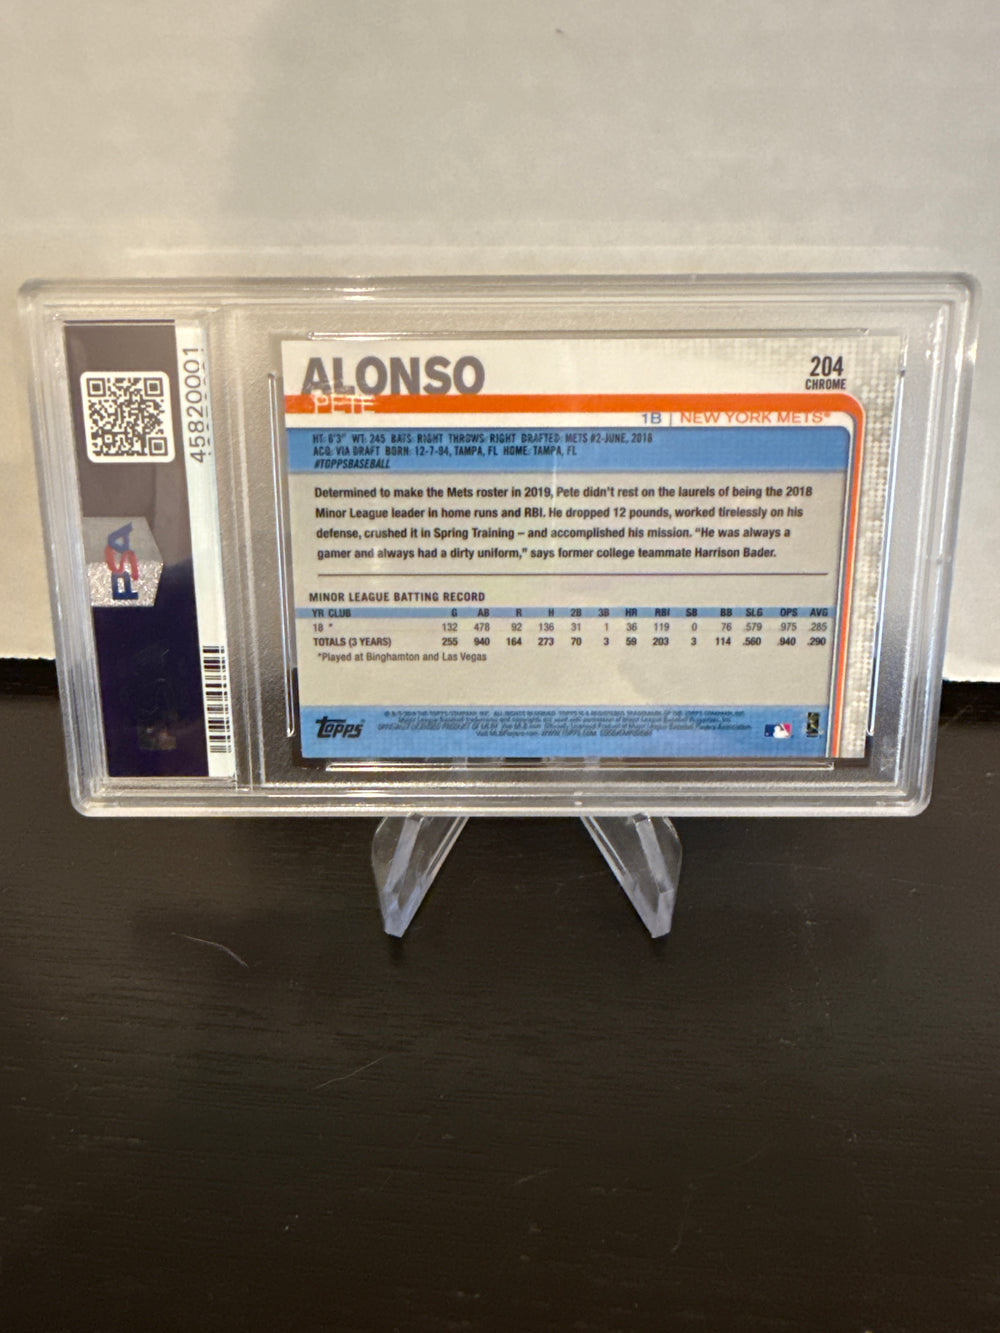 45820001
PSA
ALONSO
PETE
204
CHROME
1B | NEW YORK METS®
HT: 6'3" WT: 245 BATS: RIGHT THROWS: RIGHT DRAFTED: METS #2-JUNE, 2016
ACQ: VIA DRAFT BORN: 12-7-94, TAMPA, FL HOME: TAMPA, FL
#TOPPSBASEBALL
Determined to make the Mets roster in 2019, Pete didn't rest on the laurels of being the 2018
Minor League leader in home runs and RBI. He dropped 12 pounds, worked tirelessly on his
defense, crushed it in Spring Training – and accomplished his mission. "He was always a
gamer and always had a dirty uniform," says former college teammate Harrison Bader.
MINOR LEAGUE BATTING RECORD
YR CLUB G AB R H 2B 3B HR RBI SB BB SLG OPS AVG
18 * 132 478 92 136 31 1 36 119 0 76 .579 .975 .285
TOTALS (3 YEARS) 255 940 164 273 70 3 59 203 3 114 .560 .940 .290
*Played at Binghamton and Las Vegas
Topps®